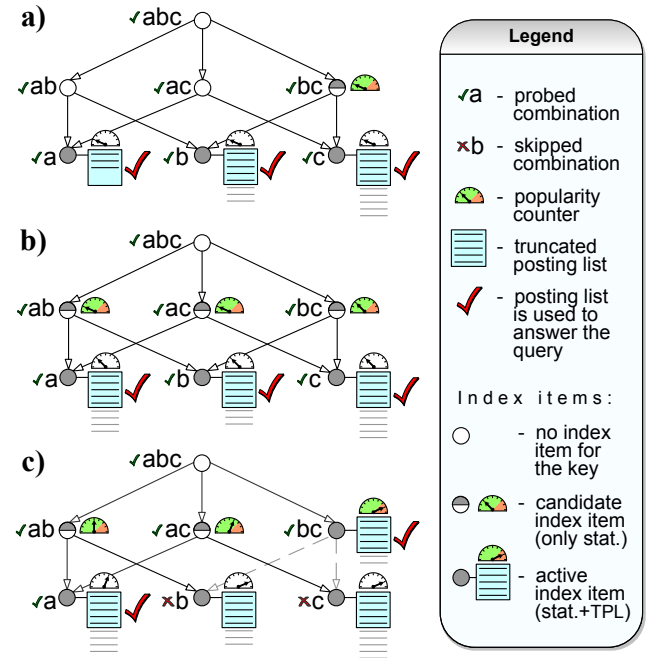 a)
abc
ab ac bc
a b c
b)
abc
ab ac bc
a b c
c)
abc
ab ac bc
a b c
Legend
a - probed
combination
b - skipped
combination
- popularity
counter
- truncated
posting list
- posting list
is used to
answer the
query
Index items:
- no index
item for
the key
- candidate
index item
(only stat.)
- active
index item
(stat.+TPL)